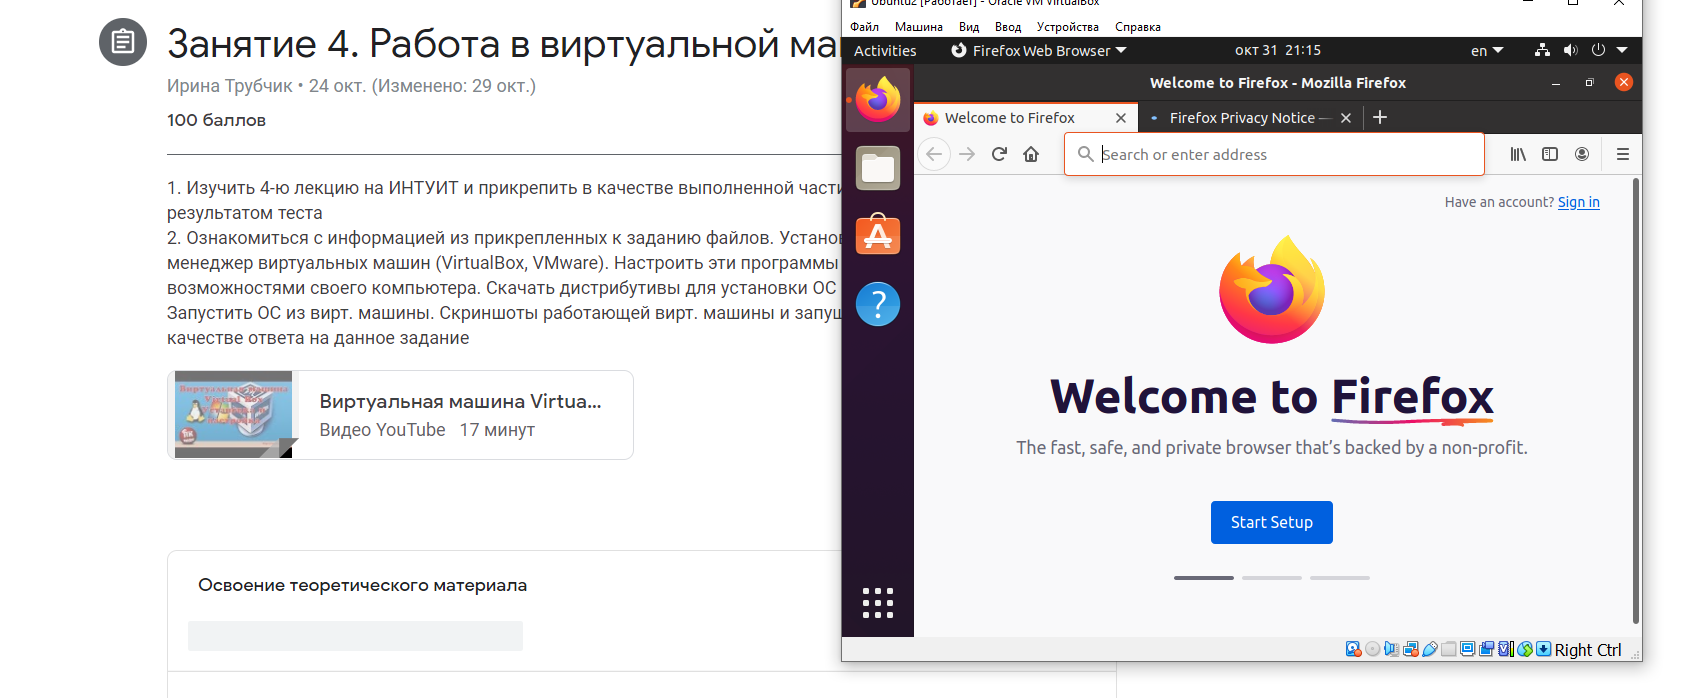 Занятие 4. Работа в виртуальной ма
Ирина Трубчик • 24 окт. (Изменено: 29 окт.)
100 баллов
1. Изучить 4-ю лекцию на ИНТУИТ и прикрепить в качестве выполненной части
результатом теста
2. Ознакомиться с информацией из прикрепленных к заданию файлов. Устано
менеджер виртуальных машин (VirtualBox, VMware). Настроить эти программы
возможностями своего компьютера. Скачать дистрибутивы для установки ОС
Запустить ОС из вирт. машины. Скриншоты работающей вирт. машины и запущ
качестве ответа на данное задание
Виртуальная машина Virtua...
Видео YouTube 17 минут
Освоение теоретического материала
Ubuntu2 [Работает] - Oracle VM VirtualBox
Файл Машина Вид Ввод Устройства Справка
Activities Firefox Web Browser окт 31 21:15 en
Welcome to Firefox - Mozilla Firefox
Welcome to Firefox Firefox Privacy Notice —
Search or enter address
Have an account? Sign in
Welcome to Firefox
The fast, safe, and private browser that’s backed by a non-profit.
Start Setup
Right Ctrl